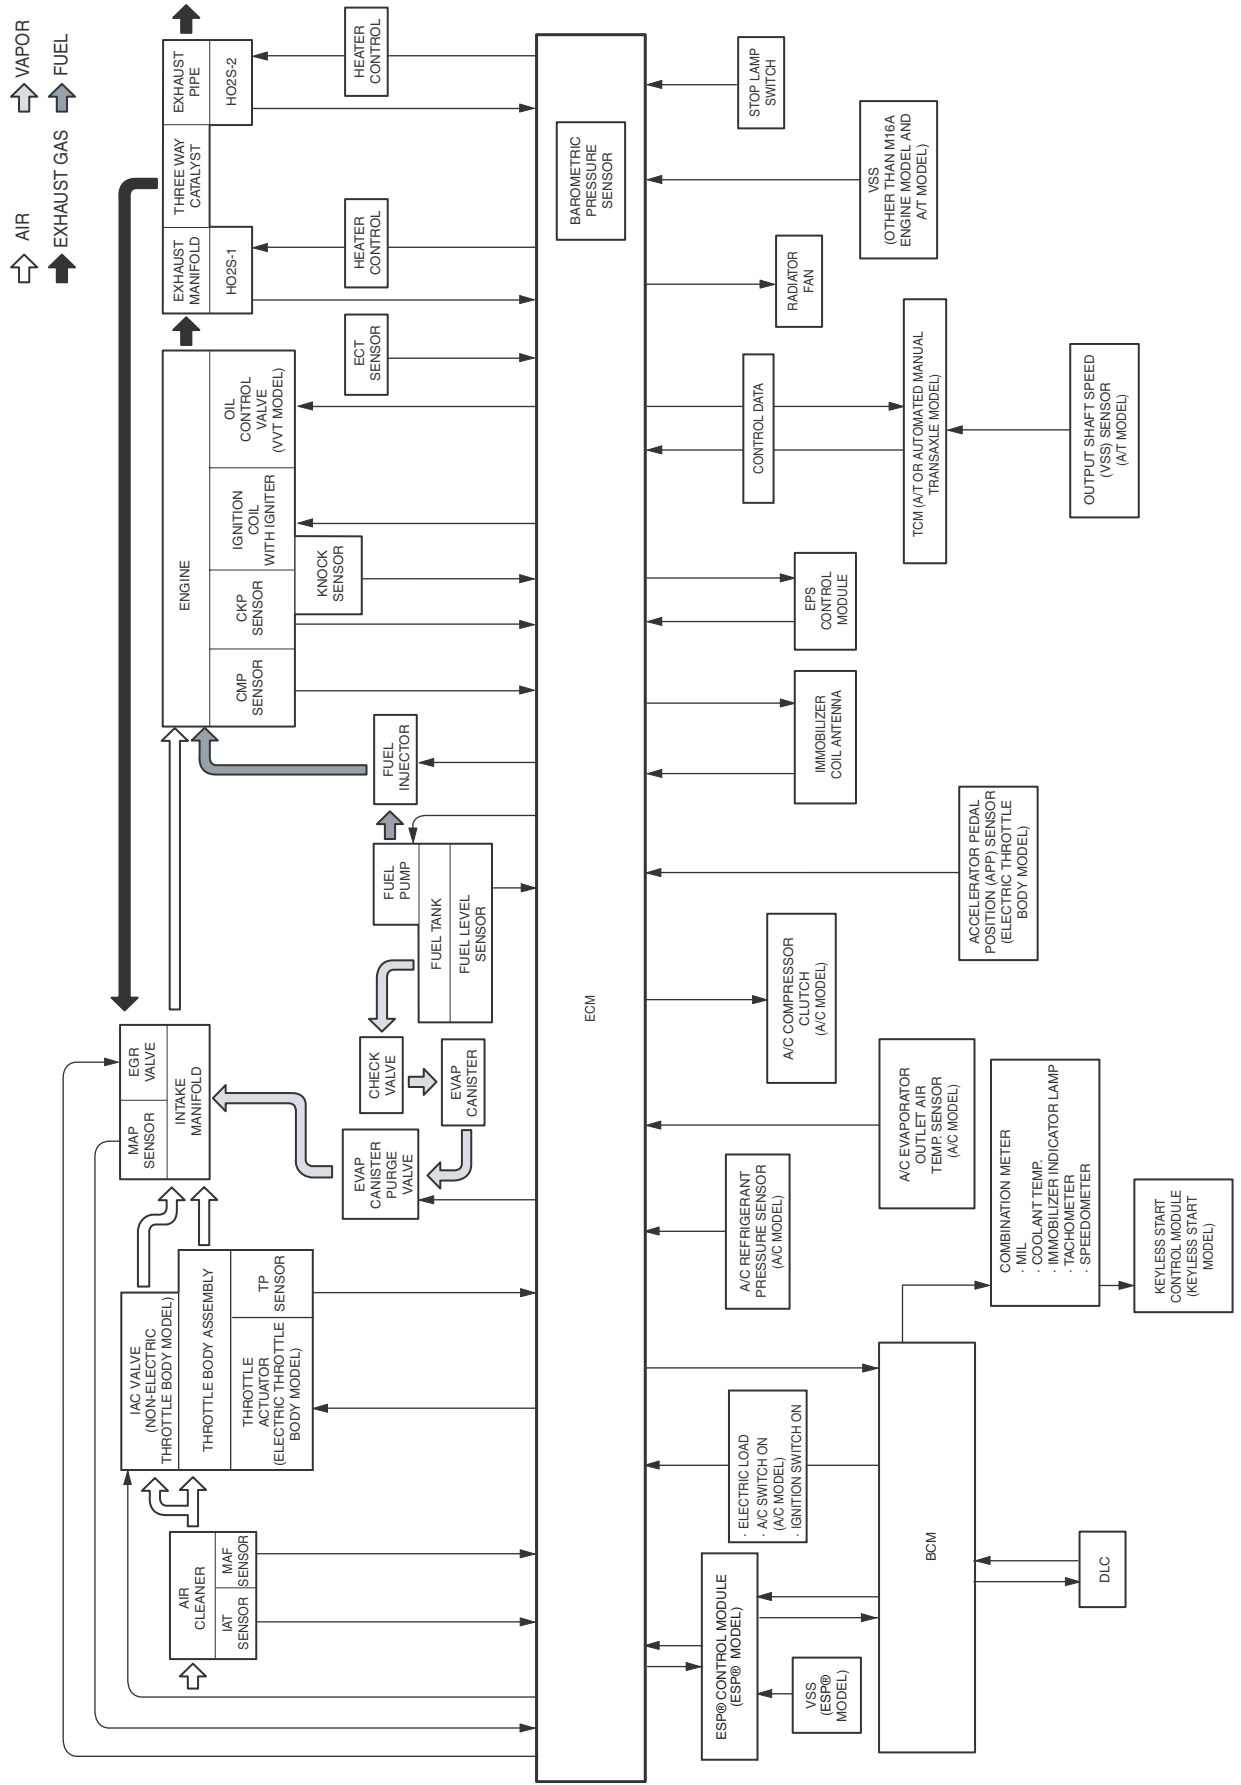 AIR
VAPOR
EXHAUST GAS
FUEL
AIR
CLEANER
IAT
SENSOR
MAF
SENSOR
IAC VALVE
(NON-ELECTRIC
THROTTLE BODY MODEL)
THROTTLE BODY ASSEMBLY
THROTTLE
ACTUATOR
(ELECTRIC THROTTLE
BODY MODEL)
TP
SENSOR
MAP
SENSOR
EGR
VALVE
INTAKE
MANIFOLD
EVAP
CANISTER
PURGE
VALVE
CHECK
VALVE
EVAP
CANISTER
FUEL
PUMP
FUEL TANK
FUEL LEVEL
SENSOR
FUEL
INJECTOR
ENGINE
CMP
SENSOR
CKP
SENSOR
IGNITION
COIL
WITH IGNITER
OIL
CONTROL
VALVE
(VVT MODEL)
KNOCK
SENSOR
ECT
SENSOR
EXHAUST
MANIFOLD
THREE WAY
CATALYST
EXHAUST
PIPE
HO2S-1
HO2S-2
HEATER
CONTROL
HEATER
CONTROL
ECM
BAROMETRIC
PRESSURE
SENSOR
ESP® CONTROL MODULE
(ESP® MODEL)
VSS
(ESP®
MODEL)
· ELECTRIC LOAD
· A/C SWITCH ON
(A/C MODEL)
· IGNITION SWITCH ON
BCM
DLC
A/C REFRIGERANT
PRESSURE SENSOR
(A/C MODEL)
A/C EVAPORATOR
OUTLET AIR
TEMP. SENSOR
(A/C MODEL)
COMBINATION METER
· MIL
· COOLANT TEMP.
· IMMOBILIZER INDICATOR LAMP
· TACHOMETER
· SPEEDOMETER
KEYLESS START
CONTROL MODULE
(KEYLESS START
MODEL)
A/C COMPRESSOR
CLUTCH
(A/C MODEL)
ACCELERATOR PEDAL
POSITION (APP) SENSOR
(ELECTRIC THROTTLE
BODY MODEL)
IMMOBILIZER
COIL ANTENNA
EPS
CONTROL
MODULE
CONTROL DATA
TCM (A/T OR AUTOMATED MANUAL
TRANSAXLE MODEL)
OUTPUT SHAFT SPEED
(VSS) SENSOR
(A/T MODEL)
RADIATOR
FAN
VSS
(OTHER THAN M16A
ENGINE MODEL AND
A/T MODEL)
STOP LAMP
SWITCH